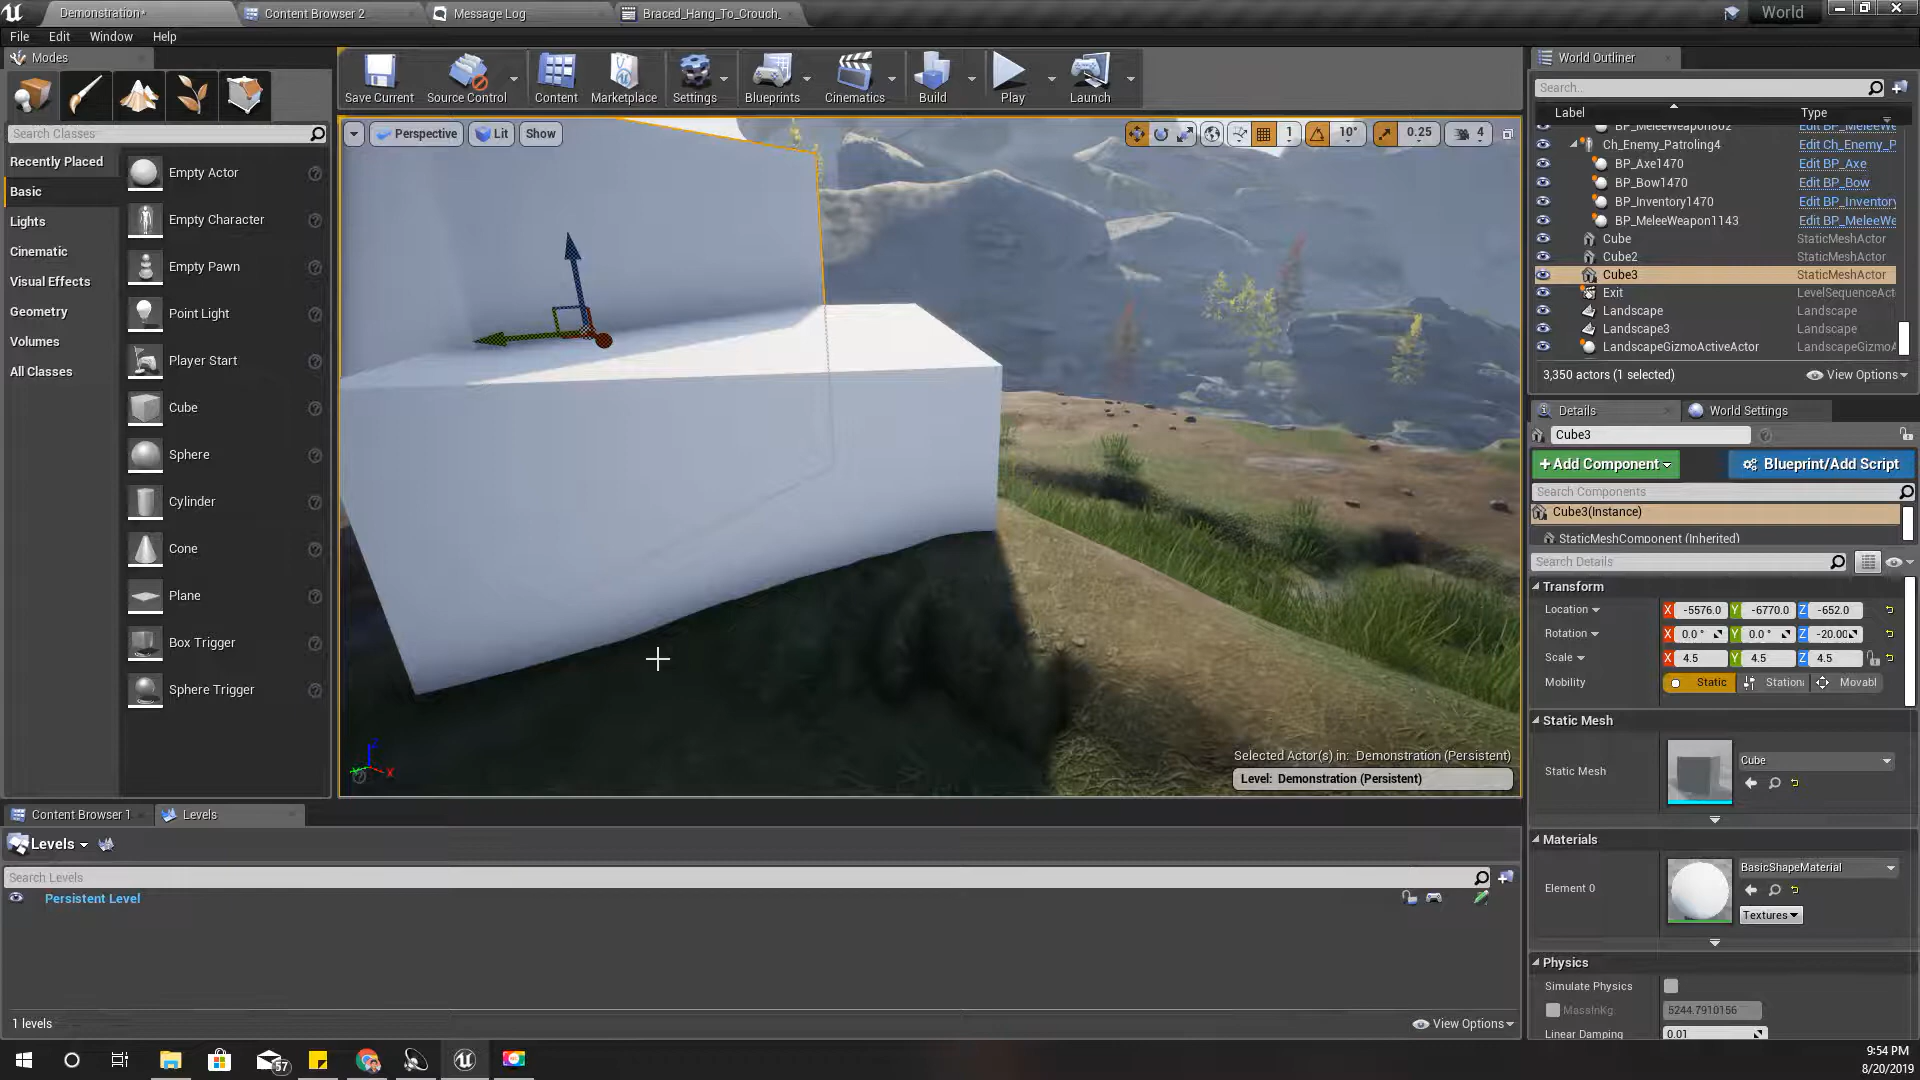 Demonstration*
Content Browser 2
Message Log
Braced_Hang_To_Crouch_
World
File
Edit
Window
Help
Modes
Search Classes
Recently Placed
Basic
Lights
Cinematic
Visual Effects
Geometry
Volumes
All Classes
Empty Actor
Empty Character
Empty Pawn
Point Light
Player Start
Cube
Sphere
Cylinder
Cone
Plane
Box Trigger
Sphere Trigger
Save Current
Source Control
Content
Marketplace
Settings
Blueprints
Cinematics
Build
Play
Launch
Perspective
Lit
Show
1
10°
0.25
4
Selected Actor(s) in: Demonstration (Persistent)
Level: Demonstration (Persistent)
World Outliner
Search...
Label
Type
BP_MeleeWeapon802
Edit BP_MeleeWe
Ch_Enemy_Patroling4
Edit Ch_Enemy_P
BP_Axe1470
Edit BP_Axe
BP_Bow1470
Edit BP_Bow
BP_Inventory1470
Edit BP_Inventory
BP_MeleeWeapon1143
Edit BP_MeleeWe
Cube
StaticMeshActor
Cube2
StaticMeshActor
Cube3
StaticMeshActor
Exit
LevelSequenceAct
Landscape
Landscape
Landscape3
Landscape
LandscapeGizmoActiveActor
LandscapeGizmoA
3,350 actors (1 selected)
View Options
Details
World Settings
Cube3
+Add Component
Blueprint/Add Script
Search Components
Cube3(Instance)
StaticMeshComponent (Inherited)
Search Details
Transform
Location
X -5576.0 Y -6770.0 Z -652.0
Rotation
X 0.0 ° Y 0.0 ° Z -20.00
Scale
X 4.5 Y 4.5 Z 4.5
Mobility
Static
Station
Movabl
Static Mesh
Static Mesh
Cube
Materials
Element 0
BasicShapeMaterial
Textures
Physics
Simulate Physics
MassInKg
5244.7910156
Linear Damping
0.01
Content Browser 1
Levels
Levels
Search Levels
Persistent Level
1 levels
View Options
57
9:54 PM
8/20/2019